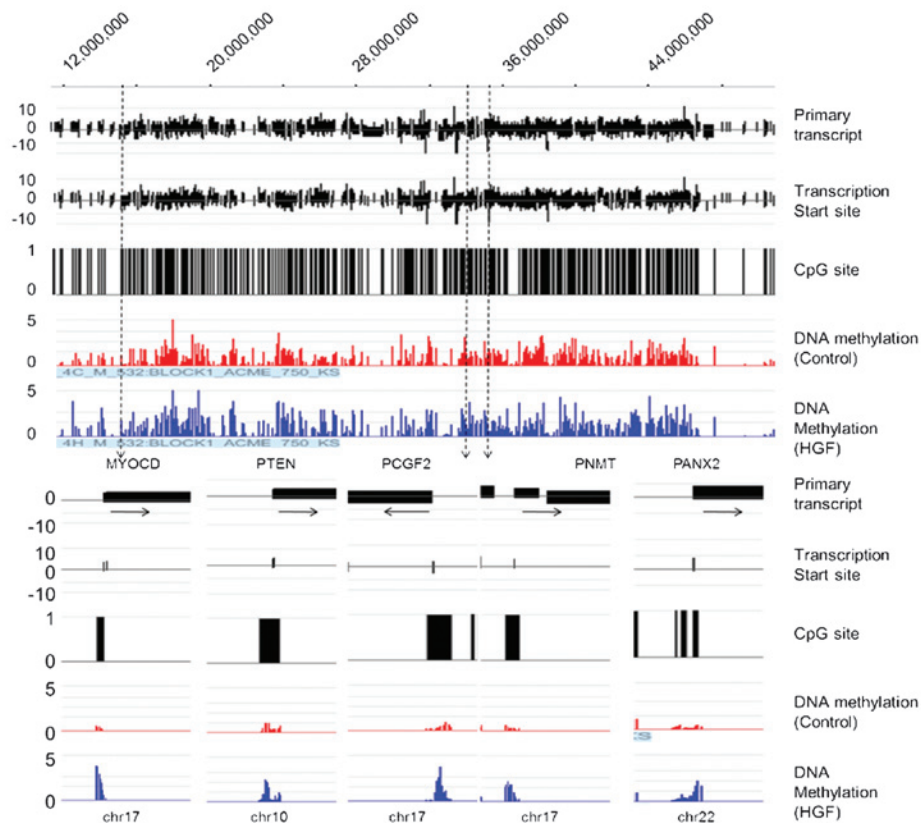 12,000,000 20,000,000 28,000,000 36,000,000 44,000,000
10
0
-10
Primary
transcript
10
0
-10
Transcription
Start site
1
0
CpG site
5
0
DNA methylation
(Control)
_4C_M_532:BLOCK1_ACME_750_KS
5
0
DNA
Methylation
(HGF)
_4H_M_532:BLOCK1_ACME_750_KS
MYOCD PTEN PCGF2 PNMT PANX2
0
-10
Primary
transcript
10
0
-10
Transcription
Start site
1
0
CpG site
5
0
DNA methylation
(Control)
KS
5
0
DNA
Methylation
(HGF)
chr17 chr10 chr17 chr17 chr22